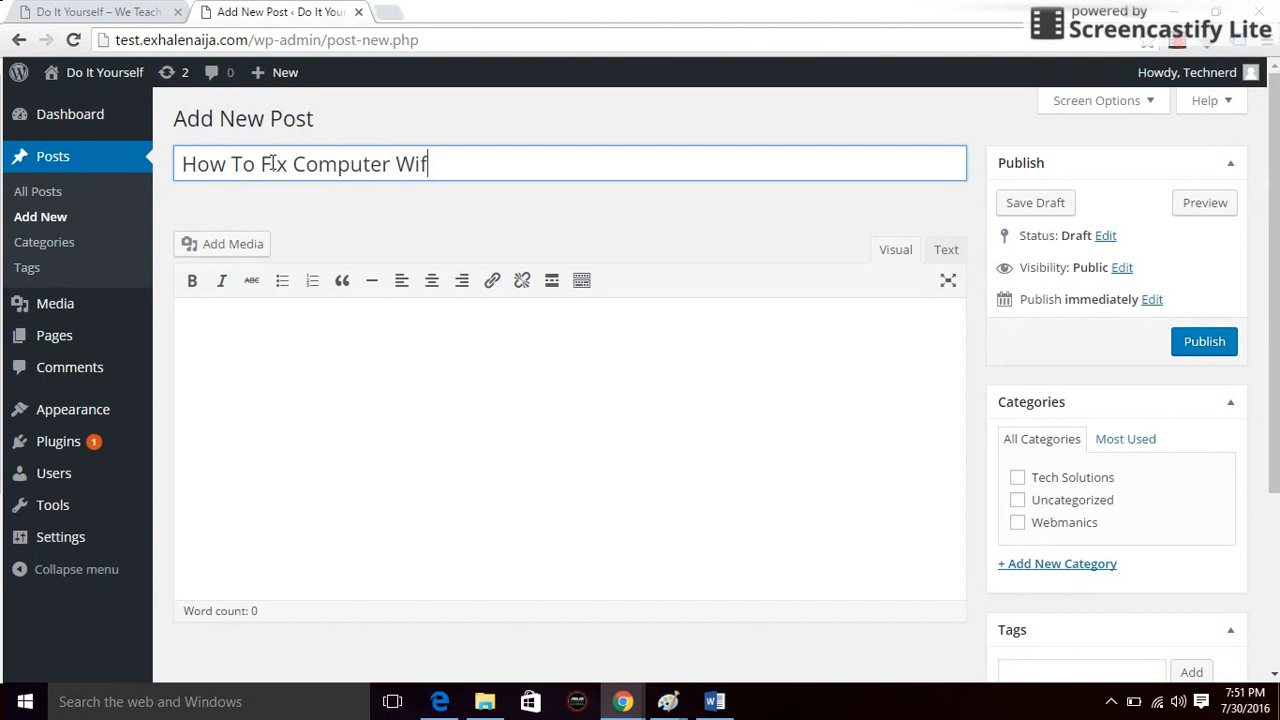 Do It Yourself – We Teach
Add New Post ‹ Do It Your
powered by
Screencastify Lite
test.exhalenaija.com/wp-admin/post-new.php
Do It Yourself
2
0
New
Howdy, Technerd
Dashboard
Posts
All Posts
Add New
Categories
Tags
Media
Pages
Comments
Appearance
Plugins 1
Users
Tools
Settings
Collapse menu
Screen Options
Help
Add New Post
How To Fix Computer Wif
Add Media
Visual
Text
B I ABC
Word count: 0
Publish
Save Draft
Preview
Status: Draft Edit
Visibility: Public Edit
Publish immediately Edit
Publish
Categories
All Categories
Most Used
Tech Solutions
Uncategorized
Webmanics
+ Add New Category
Tags
Add
Search the web and Windows
7:51 PM
7/30/2016